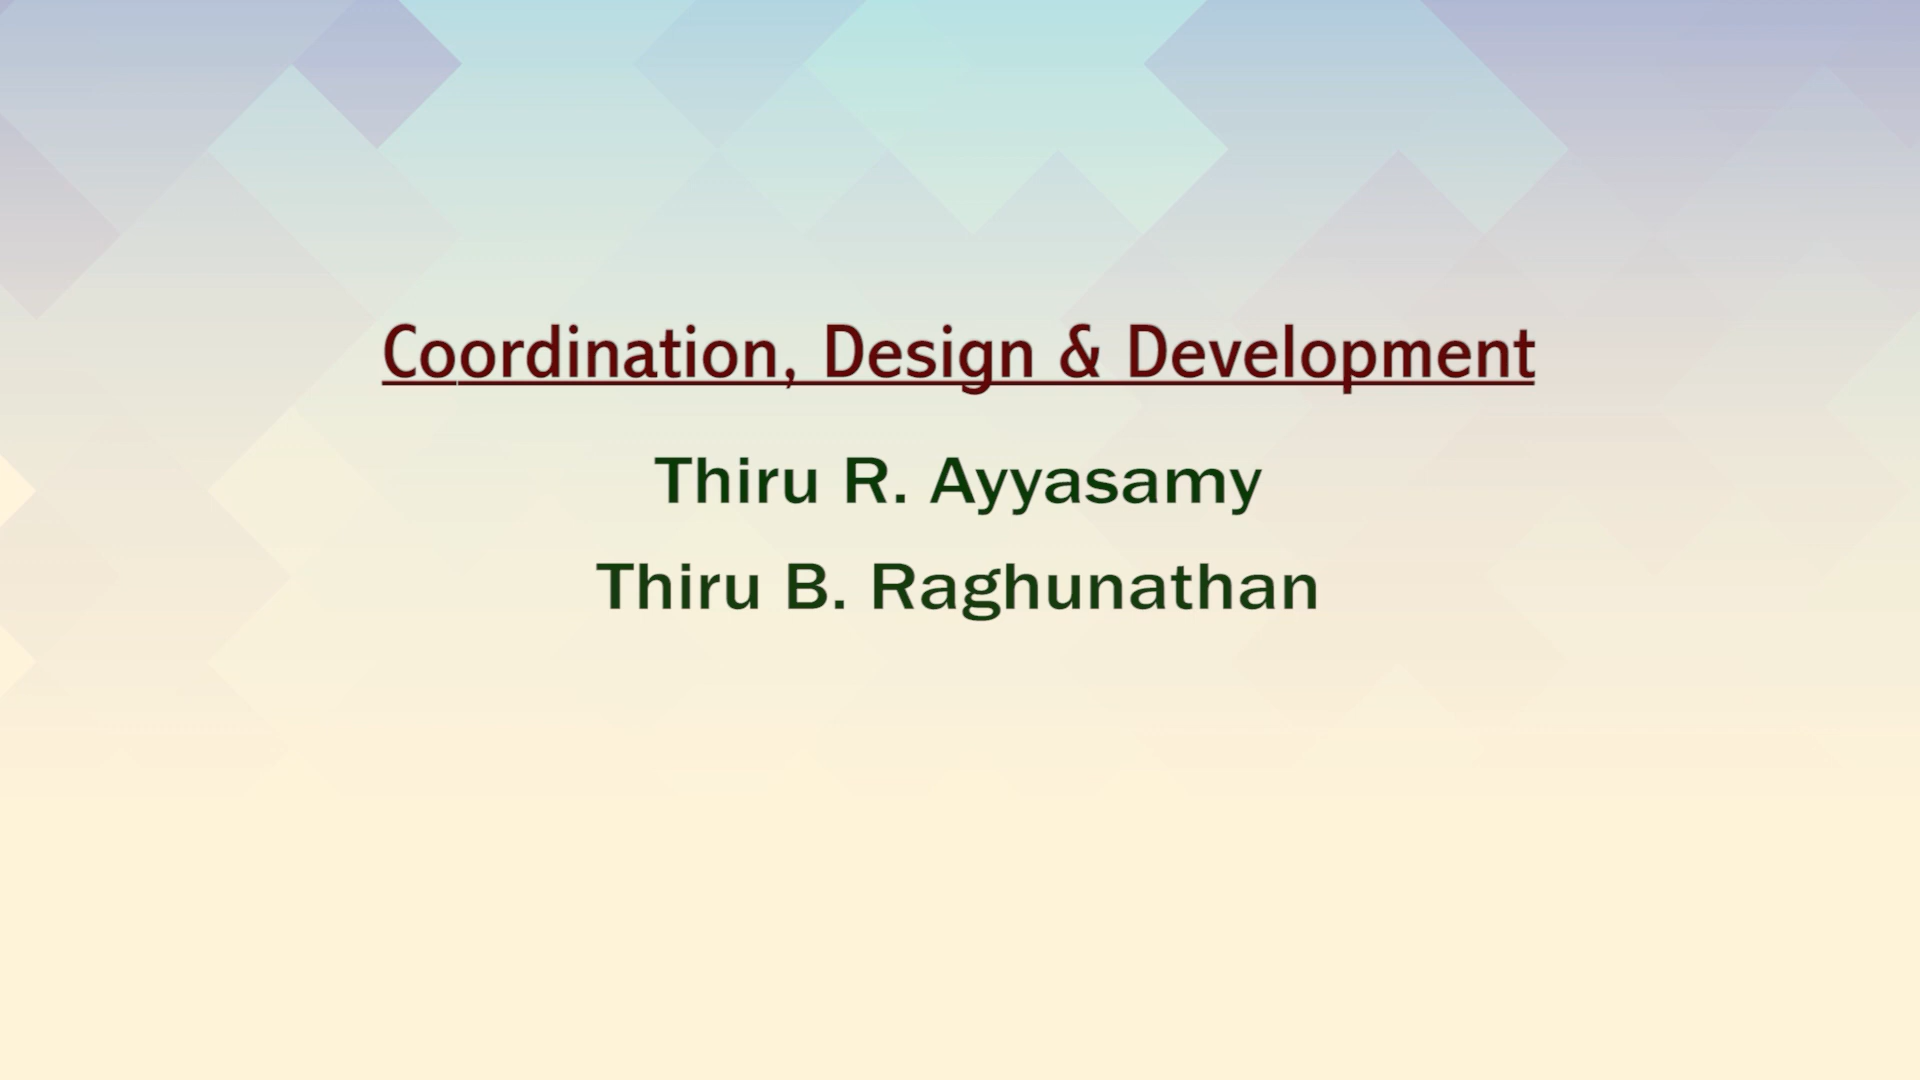 Coordination, Design & Development
Thiru R. Ayyasamy
Thiru B. Raghunathan